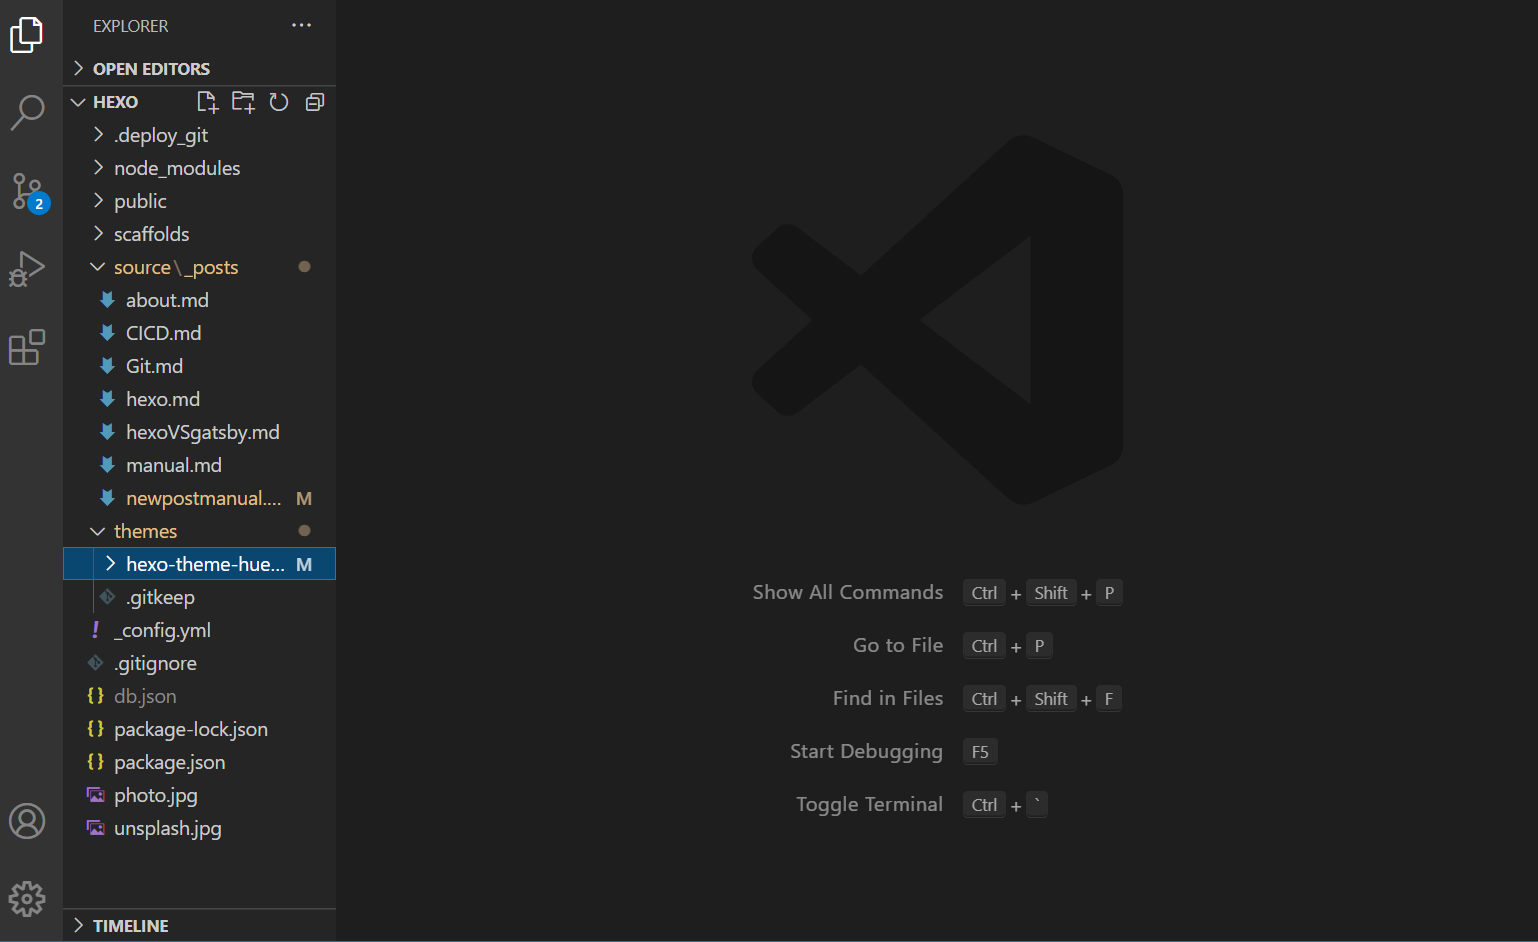 EXPLORER
OPEN EDITORS
HEXO
.deploy_git
node_modules
public
scaffolds
source\_posts
about.md
CICD.md
Git.md
hexo.md
hexoVSgatsby.md
manual.md
newpostmanual.... M
themes
hexo-theme-hue... M
.gitkeep
! _config.yml
.gitignore
{} db.json
{} package-lock.json
{} package.json
photo.jpg
unsplash.jpg
TIMELINE
2
Show All Commands Ctrl + Shift + P
Go to File Ctrl + P
Find in Files Ctrl + Shift + F
Start Debugging F5
Toggle Terminal Ctrl + `